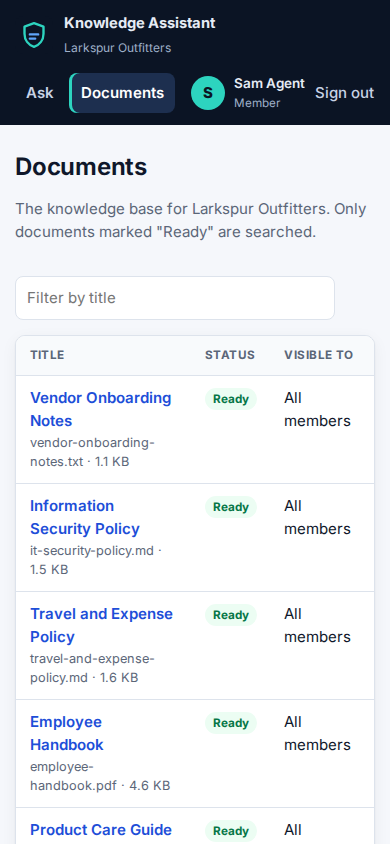 Knowledge Assistant
Larkspur Outfitters
Ask
Documents
S
Sam Agent
Member
Sign out
Documents
The knowledge base for Larkspur Outfitters. Only
documents marked "Ready" are searched.
Filter by title
TITLE STATUS VISIBLE TO
Vendor Onboarding
Notes
vendor-onboarding-
notes.txt · 1.1 KB
Ready
All
members
Information
Security Policy
it-security-policy.md ·
1.5 KB
Ready
All
members
Travel and Expense
Policy
travel-and-expense-
policy.md · 1.6 KB
Ready
All
members
Employee
Handbook
employee-
handbook.pdf · 4.6 KB
Ready
All
members
Product Care Guide
Ready
All